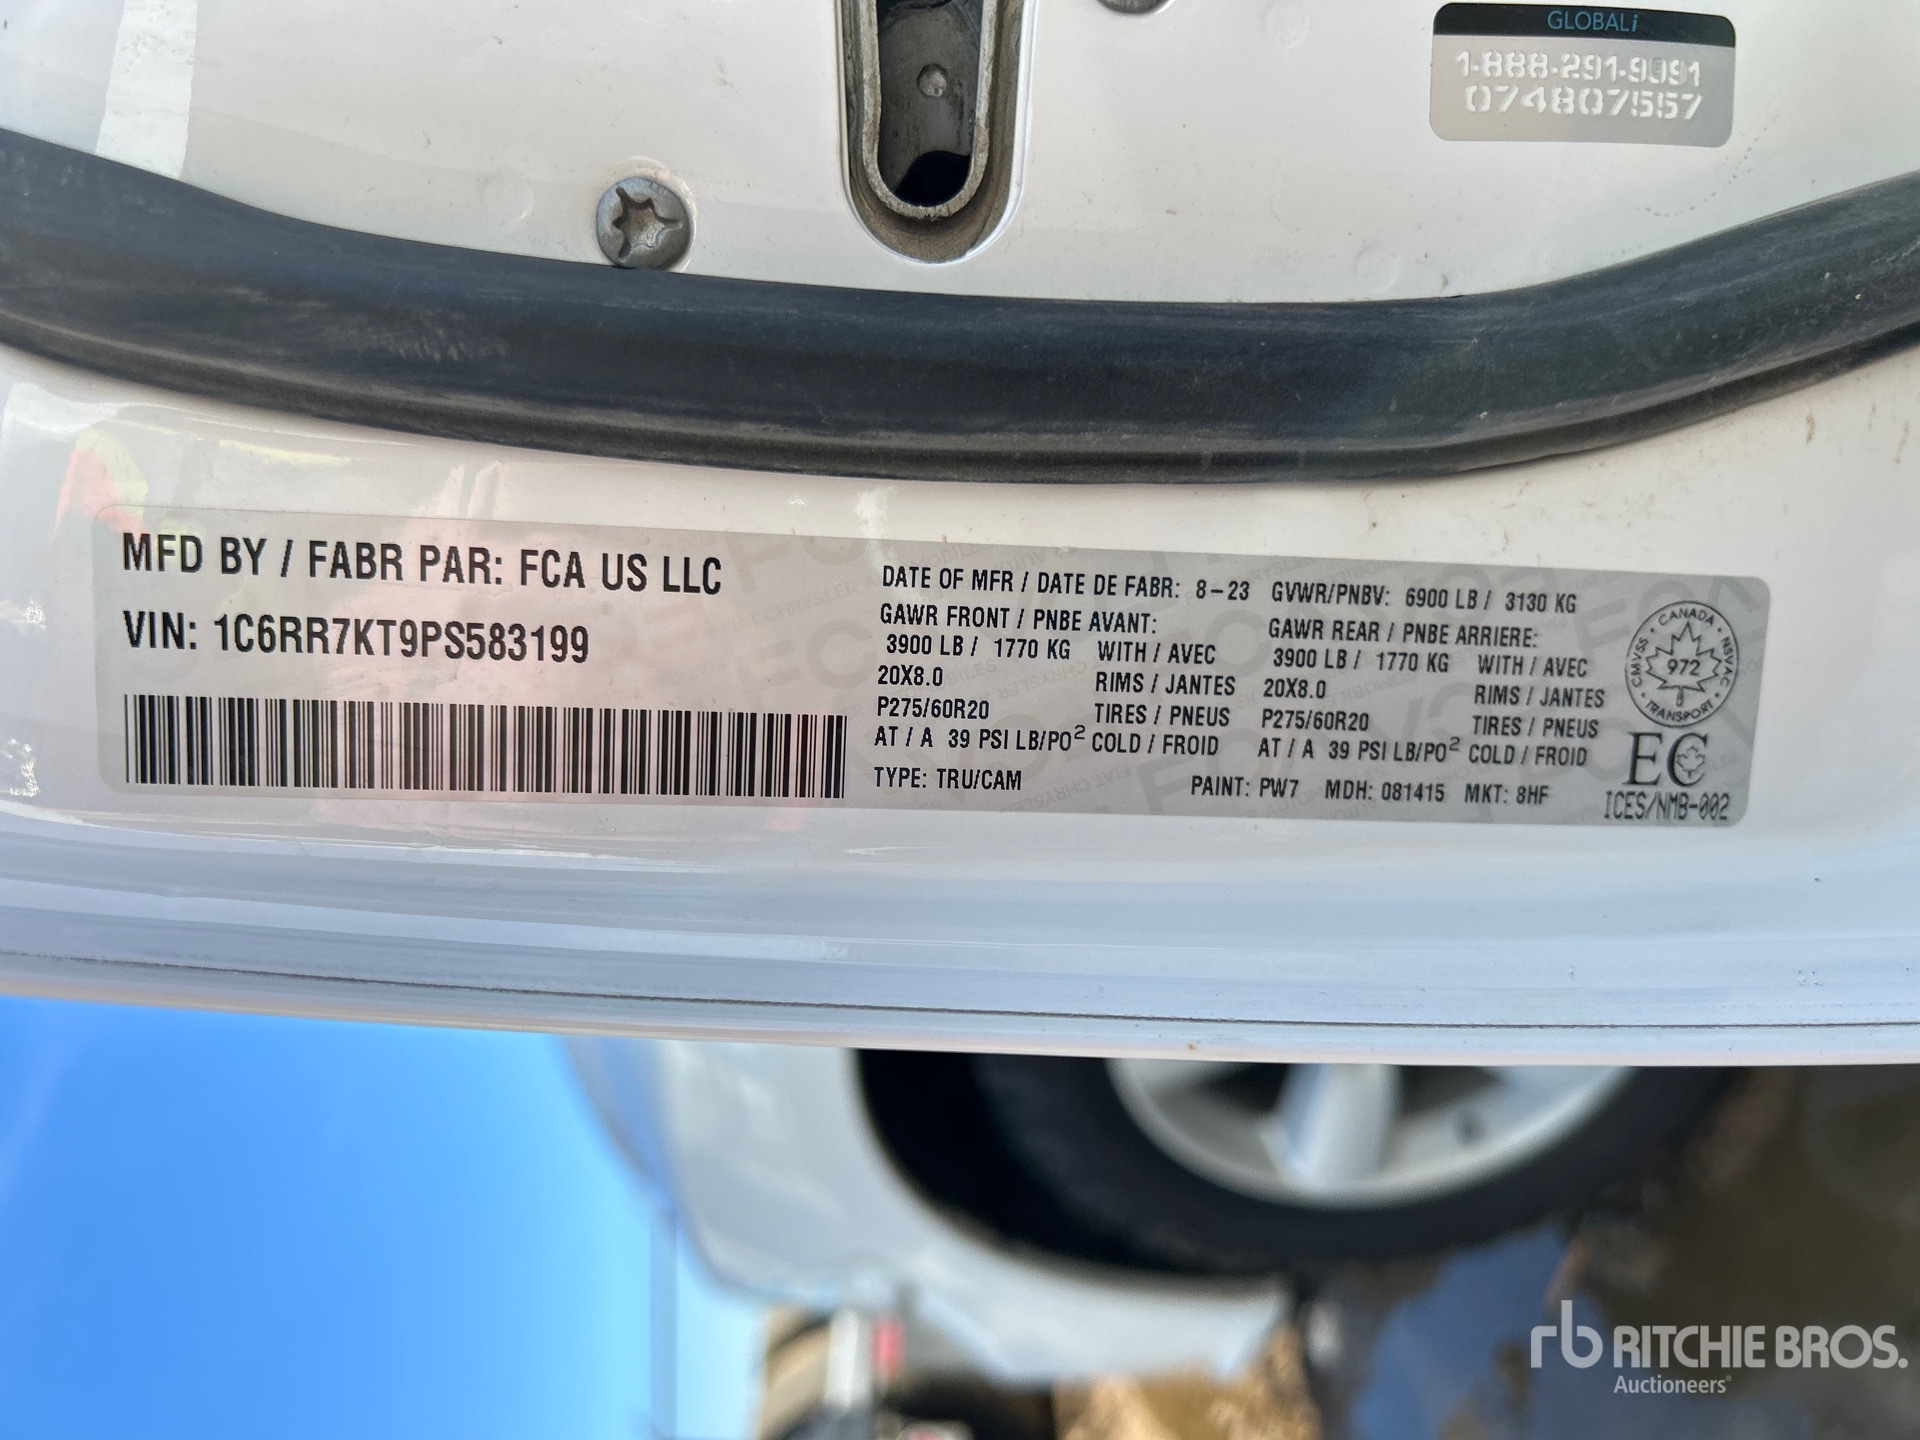 GLOBALi
1-888-291-9091
074807557
MFD BY / FABR PAR: FCA US LLC
VIN: 1C6RR7KT9PS583199
DATE OF MFR / DATE DE FABR: 8-23 GVWR/PNBV: 6900 LB / 3130 KG
GAWR FRONT / PNBE AVANT:
3900 LB / 1770 KG WITH / AVEC
20X8.0 RIMS / JANTES
P275/60R20 TIRES / PNEUS
AT / A 39 PSI LB/PO² COLD / FROID
GAWR REAR / PNBE ARRIERE:
3900 LB / 1770 KG WITH / AVEC
20X8.0 RIMS / JANTES
P275/60R20 TIRES / PNEUS
AT / A 39 PSI LB/PO² COLD / FROID
TYPE: TRU/CAM PAINT: PW7 MDH: 081415 MKT: 8HF
CANADA
CMVSS NSVAC
972
TRANSPORT
EC
ICES/NMB-002
rb RITCHIE BROS.
Auctioneers